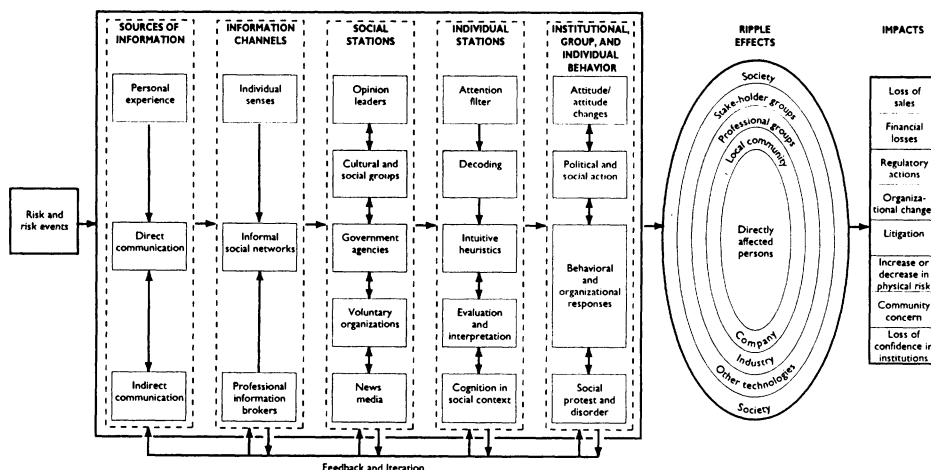 SOURCES OF
INFORMATION
INFORMATION
CHANNELS
SOCIAL
STATIONS
INDIVIDUAL
STATIONS
INSTITUTIONAL,
GROUP, AND
INDIVIDUAL
BEHAVIOR
RIPPLE
EFFECTS
IMPACTS
Risk and
risk events
Personal
experience
Direct
communication
Indirect
communication
Individual
senses
Informal
social networks
Professional
information
brokers
Opinion
leaders
Cultural and
social groups
Government
agencies
Voluntary
organizations
News
media
Attention
filter
Decoding
Intuitive
heuristics
Evaluation and
interpretation
Cognition in
social context
Attitude/
attitude
changes
Political and
social action
Behavioral
and
organizational
responses
Social
protest and
disorder
Society
Stake-holder groups
Professional groups
Local community
Directly
affected
persons
Company
Industry
Other technologies
Society
Loss of
sales
Financial
losses
Regulatory
actions
Organiza-
tional changes
Litigation
Increase or
decrease in
physical risk
Community
concern
Loss of
confidence in
institutions
Feedback and Iteration